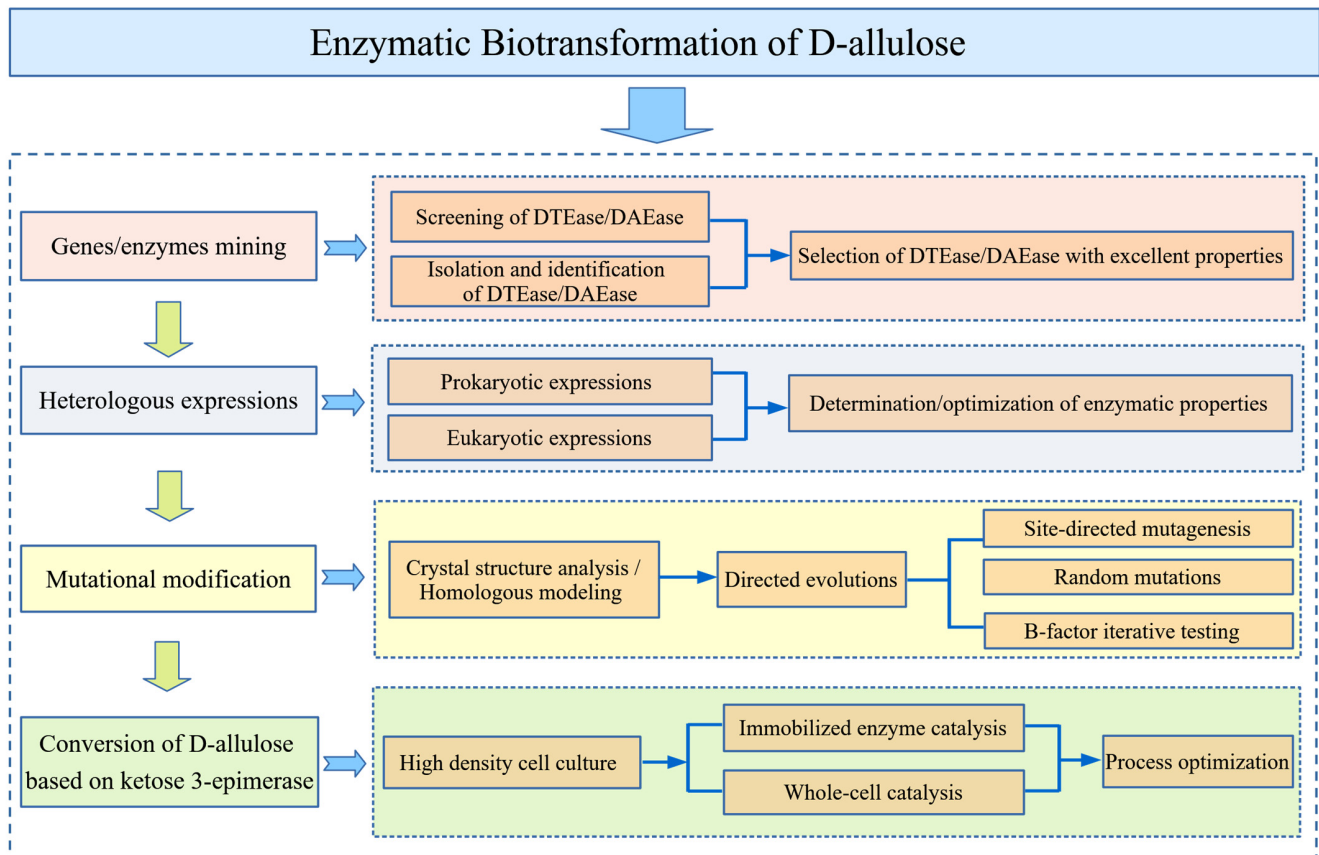 Enzymatic Biotransformation of D-allulose
Genes/enzymes mining
Screening of DTEase/DAEase
Isolation and identification
of DTEase/DAEase
Selection of DTEase/DAEase with excellent properties
Heterologous expressions
Prokaryotic expressions
Eukaryotic expressions
Determination/optimization of enzymatic properties
Mutational modification
Crystal structure analysis /
Homologous modeling
Directed evolutions
Site-directed mutagenesis
Random mutations
B-factor iterative testing
Conversion of D-allulose
based on ketose 3-epimerase
High density cell culture
Immobilized enzyme catalysis
Whole-cell catalysis
Process optimization